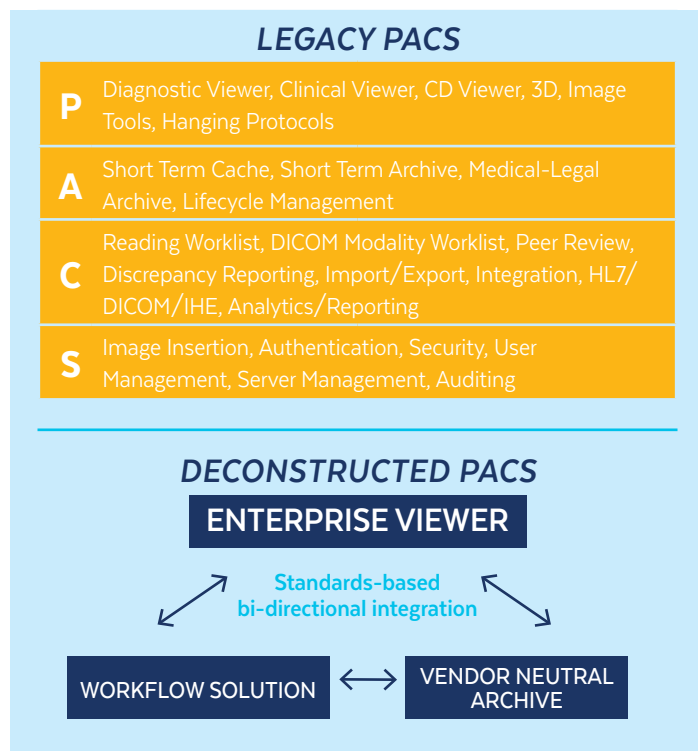 LEGACY PACS
P
Diagnostic Viewer, Clinical Viewer, CD Viewer, 3D, Image
Tools, Hanging Protocols
A
Short Term Cache, Short Term Archive, Medical-Legal
Archive, Lifecycle Management
C
Reading Worklist, DICOM Modality Worklist, Peer Review,
Discrepancy Reporting, Import/Export, Integration, HL7/
DICOM/IHE, Analytics/Reporting
S
Image Insertion, Authentication, Security, User
Management, Server Management, Auditing
DECONSTRUCTED PACS
ENTERPRISE VIEWER
Standards-based
bi-directional integration
WORKFLOW SOLUTION
VENDOR NEUTRAL
ARCHIVE